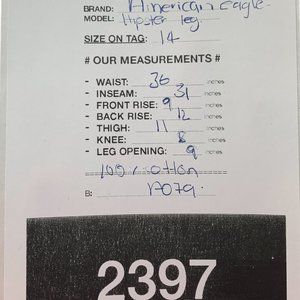 BRAND: American Eagle
MODEL: Hipster leg
SIZE ON TAG: 14
# OUR MEASUREMENTS #
- WAIST: 36 inches
- INSEAM: 31 inches
- FRONT RISE: 9 inches
- BACK RISE: 12 inches
- THIGH: 11 inches
- KNEE: 8 inches
- LEG OPENING: 9 inches
100 cotton
B:
2397